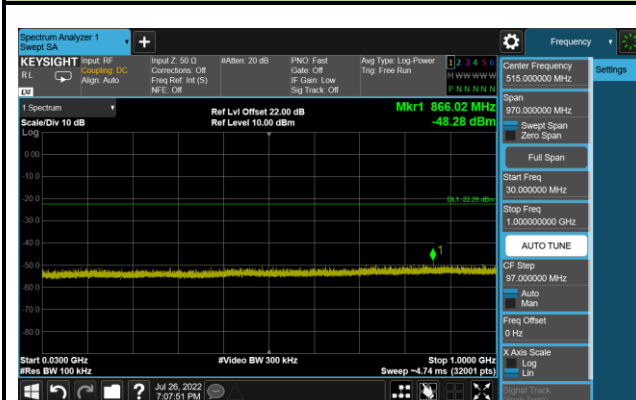 Spectrum Analyzer 1
Swept SA
+
Frequency
KEYSIGHT
RL
LXI
Input: RF
Coupling: DC
Align: Auto
Input Z: 50 Ω
Corrections: Off
Freq Ref: Int (S)
NFE: Off
#Atten: 20 dB
PNO: Fast
Gate: Off
IF Gain: Low
Sig Track: Off
Avg Type: Log-Power
Trig: Free Run
1 2 3 4 5 6
M W W W W W
P N N N N N
1 Spectrum
Scale/Div 10 dB
Log
Ref Lvl Offset 22.00 dB
Ref Level 10.00 dBm
Mkr1 866.02 MHz
-48.28 dBm
0.00
-10.0
-20.0
-30.0
-40.0
-50.0
-60.0
-70.0
-80.0
DL1 -22.29 dBm
1
Start 0.0300 GHz
#Res BW 100 kHz
#Video BW 300 kHz
Stop 1.0000 GHz
Sweep ~4.74 ms (32001 pts)
Jul 26, 2022
7:07:51 PM
Center Frequency
515.000000 MHz
Settings
Span
970.000000 MHz
Swept Span
Zero Span
Full Span
Start Freq
30.000000 MHz
Stop Freq
1.000000000 GHz
AUTO TUNE
CF Step
97.000000 MHz
Auto
Man
Freq Offset
0 Hz
X Axis Scale
Log
Lin
Signal Track